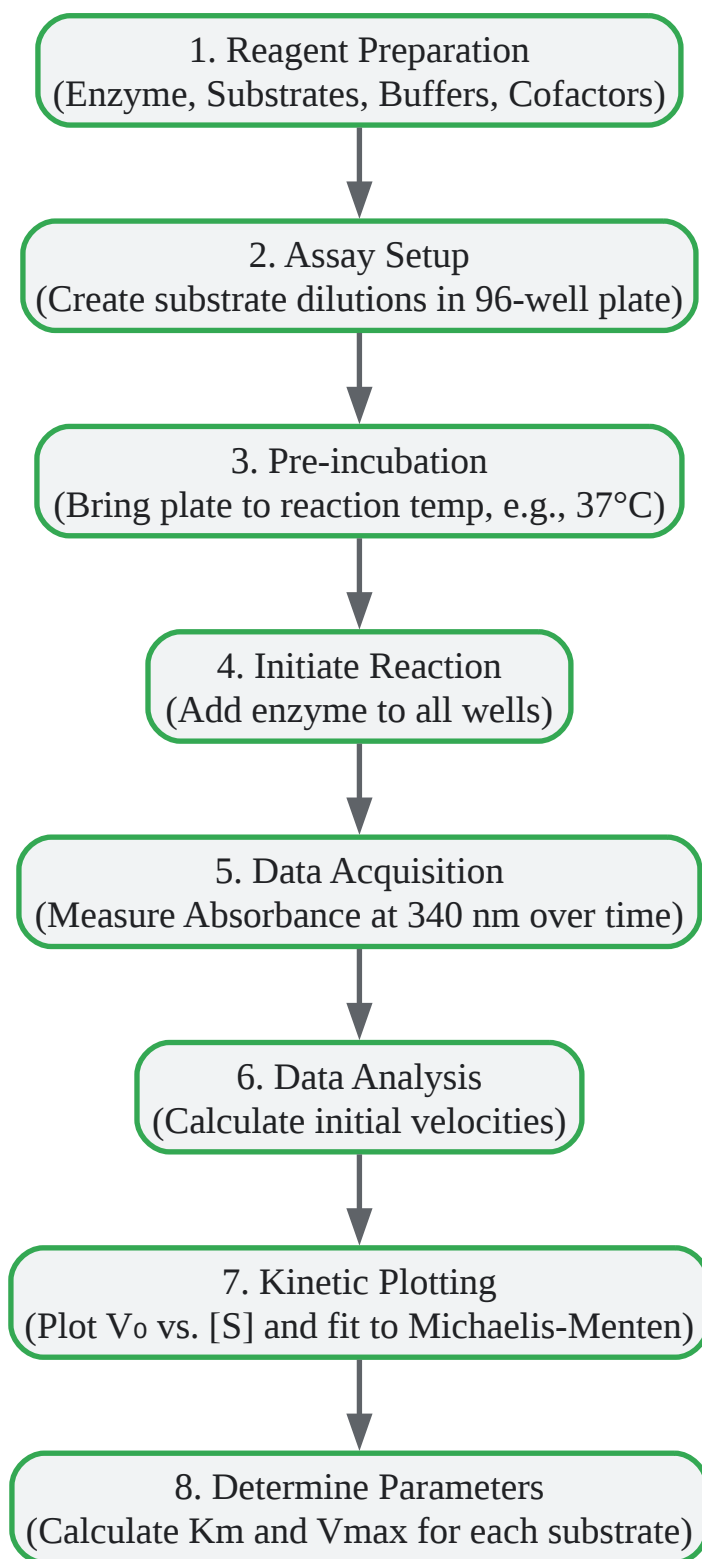 1. Reagent Preparation
(Enzyme, Substrates, Buffers, Cofactors)
2. Assay Setup
(Create substrate dilutions in 96-well plate)
3. Pre-incubation
(Bring plate to reaction temp, e.g., 37°C)
4. Initiate Reaction
(Add enzyme to all wells)
5. Data Acquisition
(Measure Absorbance at 340 nm over time)
6. Data Analysis
(Calculate initial velocities)
7. Kinetic Plotting
(Plot V₀ vs. [S] and fit to Michaelis-Menten)
8. Determine Parameters
(Calculate Km and Vmax for each substrate)